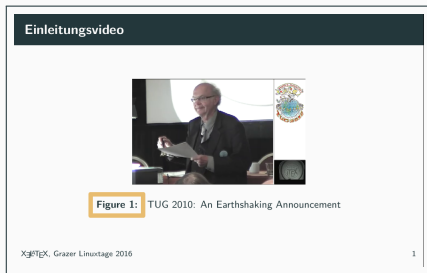 Einleitungsvideo
Figure 1: TUG 2010: An Earthshaking Announcement
XƎLATEX, Grazer Linuxtage 2016
1